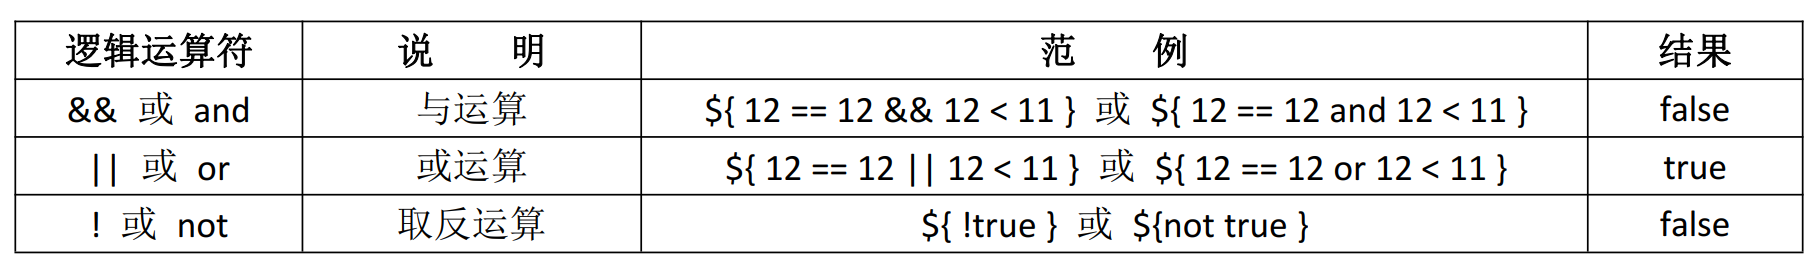 逻辑运算符 说 明 范 例 结果
&& 或 and 与运算 ${ 12 == 12 && 12 < 11 } 或 ${ 12 == 12 and 12 < 11 } false
|| 或 or 或运算 ${ 12 == 12 || 12 < 11 } 或 ${ 12 == 12 or 12 < 11 } true
! 或 not 取反运算 ${ !true } 或 ${not true } false